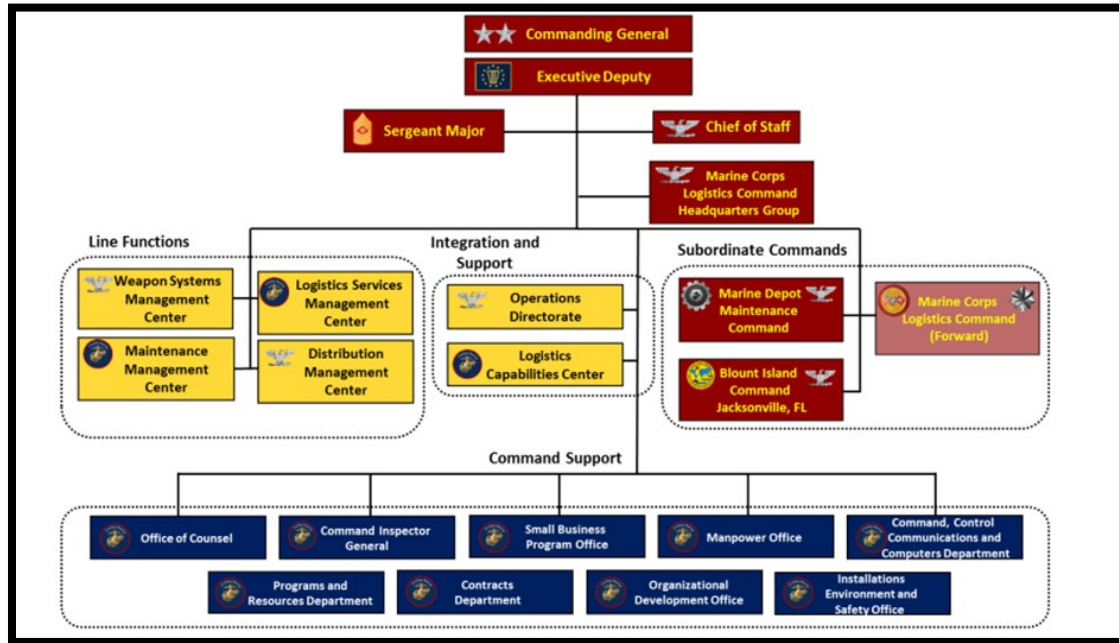 Commanding General
Executive Deputy
Sergeant Major
Chief of Staff
Marine Corps
Logistics Command
Headquarters Group
Line Functions
Weapon Systems
Management
Center
Logistics Services
Management
Center
Maintenance
Management
Center
Distribution
Management
Center
Integration and
Support
Operations
Directorate
Logistics
Capabilities Center
Subordinate Commands
Marine Depot
Maintenance
Command
Marine Corps
Logistics Command
(Forward)
Blount Island
Command
Jacksonville, FL
Command Support
Office of Counsel
Command Inspector
General
Small Business
Program Office
Manpower Office
Command, Control
Communications and
Computers Department
Programs and
Resources Department
Contracts
Department
Organizational
Development Office
Installations
Environment and
Safety Office